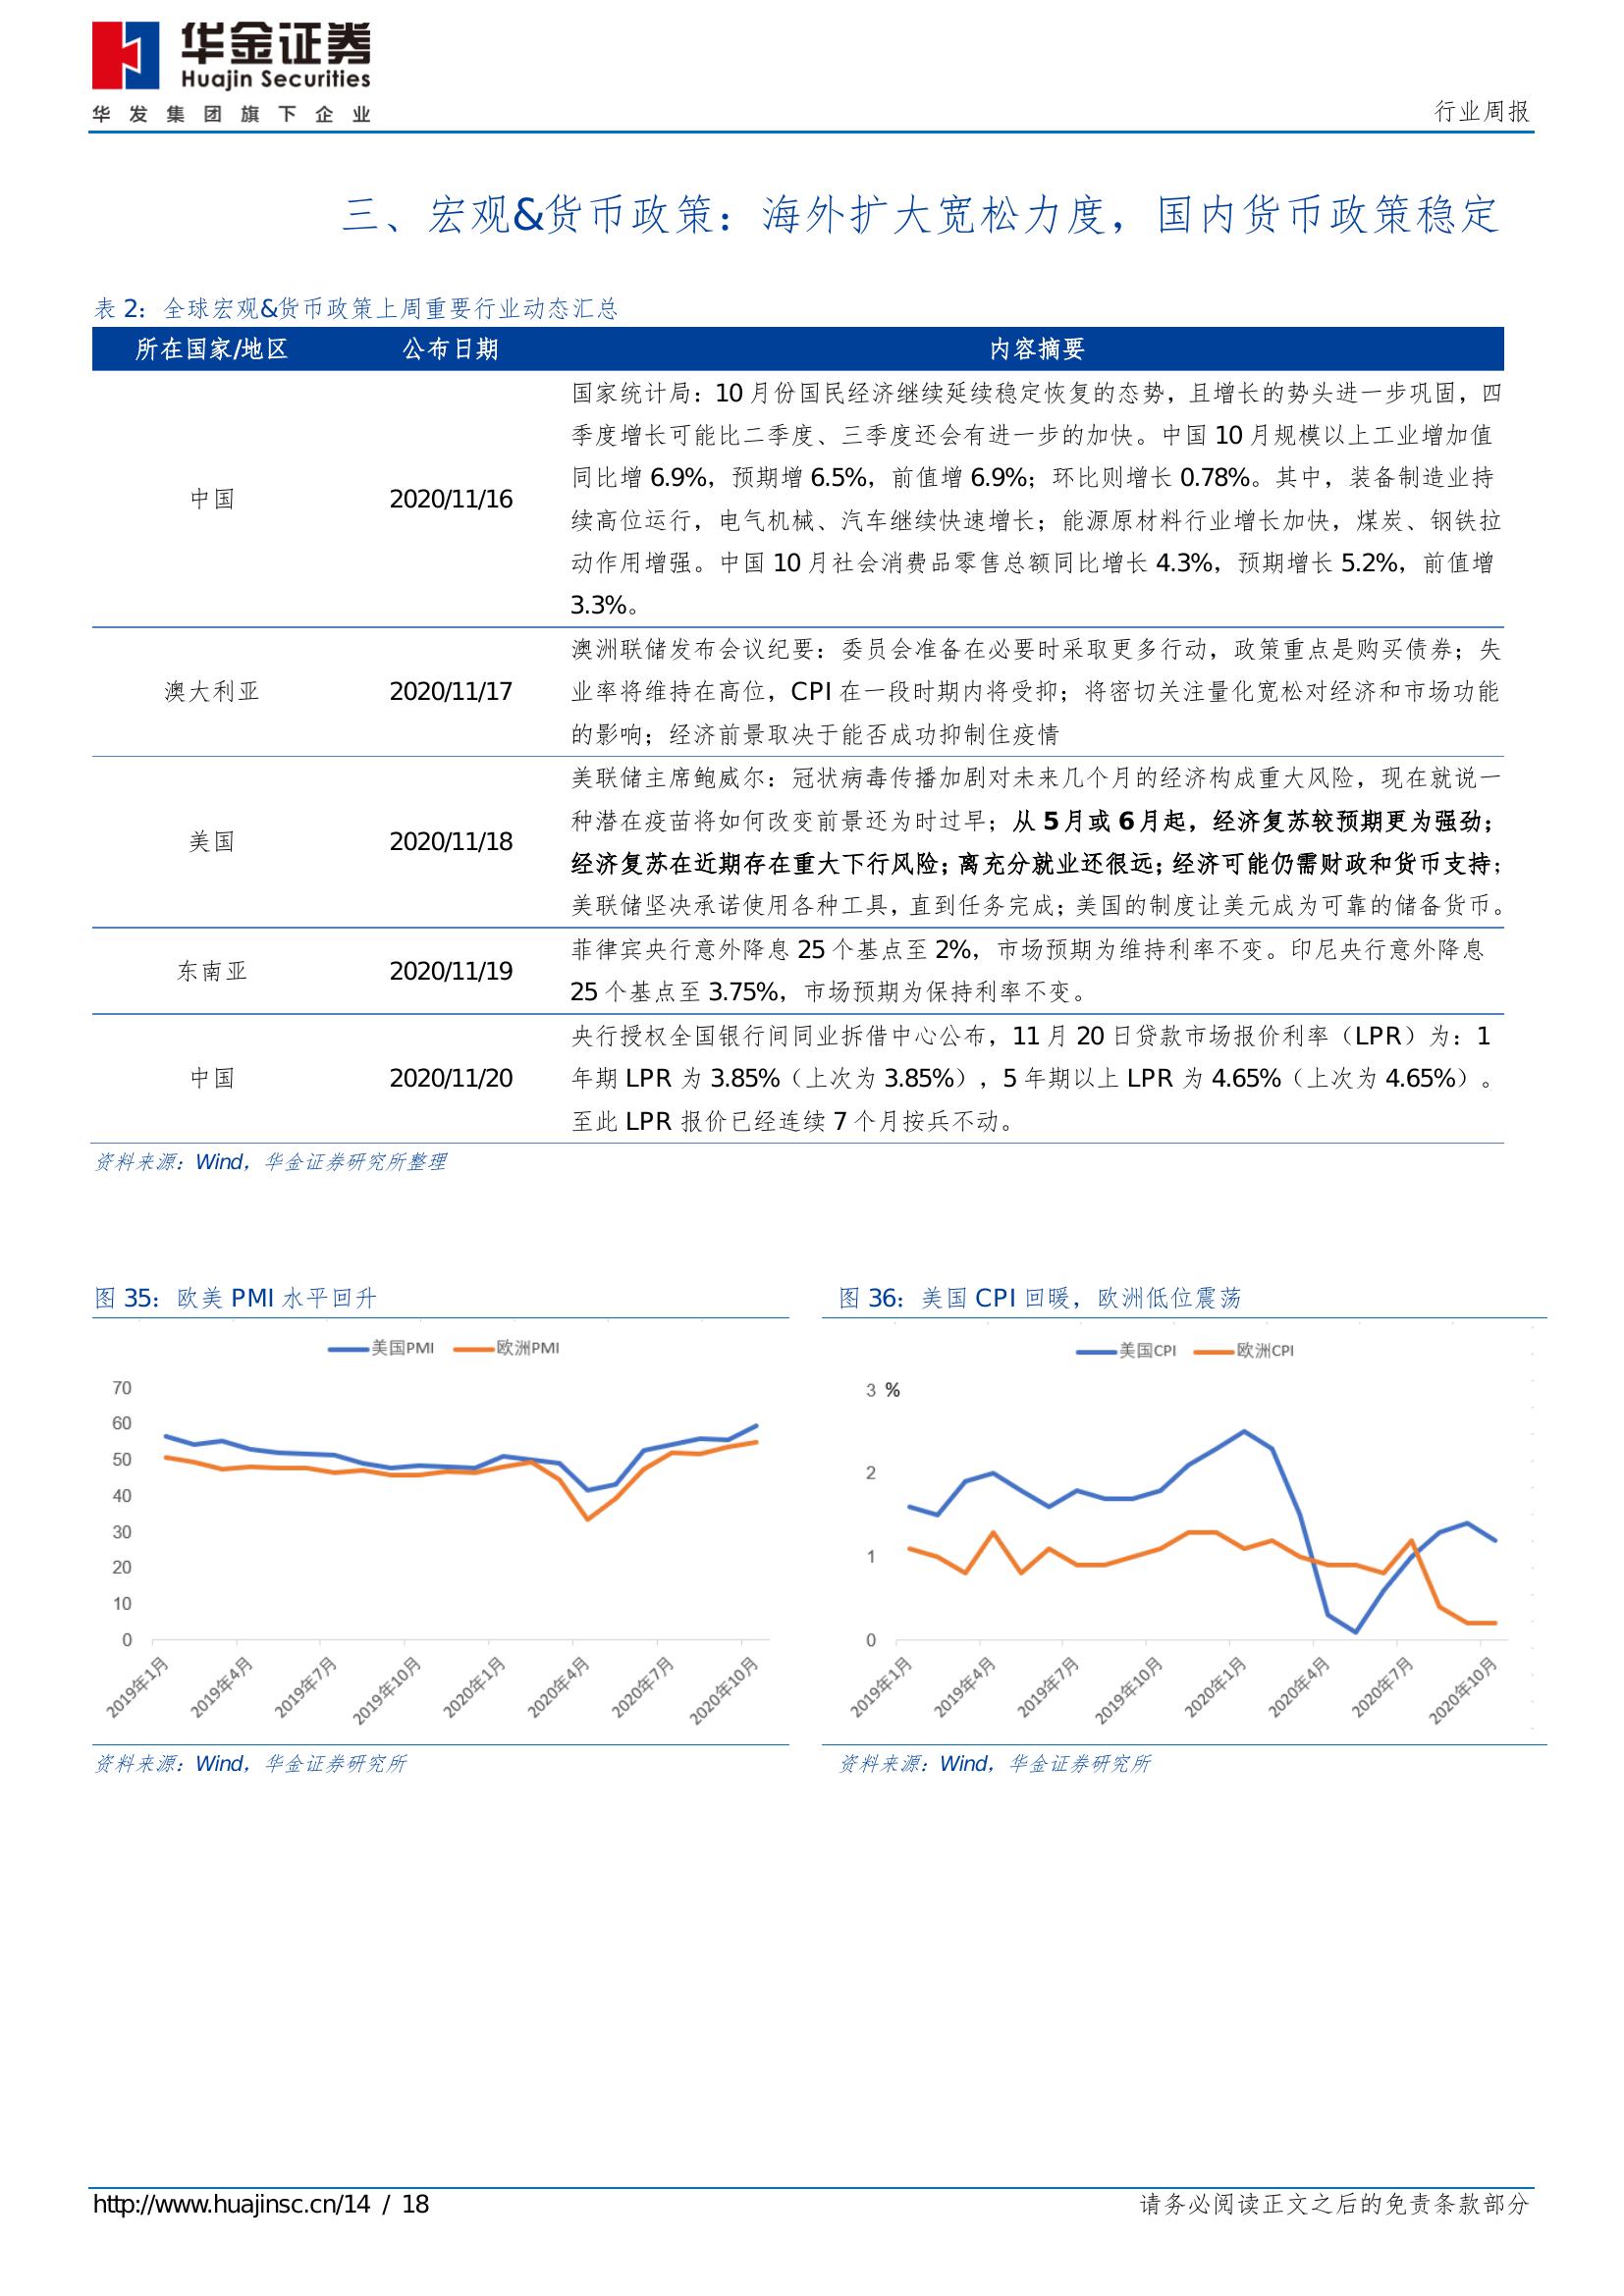 华金证券
Huajin Securities
华发集团旗下企业
行业周报
三、宏观&货币政策：海外扩大宽松力度，国内货币政策稳定
表 2：全球宏观&货币政策上周重要行业动态汇总
所在国家/地区 公布日期 内容摘要
国家统计局：10 月份国民经济继续延续稳定恢复的态势，且增长的势头进一步巩固，四
季度增长可能比二季度、三季度还会有进一步的加快。中国 10 月规模以上工业增加值
同比增 6.9%，预期增 6.5%，前值增 6.9%；环比则增长 0.78%。其中，装备制造业持
中国 2020/11/16
续高位运行，电气机械、汽车继续快速增长；能源原材料行业增长加快，煤炭、钢铁拉
动作用增强。中国 10 月社会消费品零售总额同比增长 4.3%，预期增长 5.2%，前值增
3.3%。
澳洲联储发布会议纪要：委员会准备在必要时采取更多行动，政策重点是购买债券；失
澳大利亚 2020/11/17 业率将维持在高位，CPI 在一段时期内将受抑；将密切关注量化宽松对经济和市场功能
的影响；经济前景取决于能否成功抑制住疫情
美联储主席鲍威尔：冠状病毒传播加剧对未来几个月的经济构成重大风险，现在就说一
种潜在疫苗将如何改变前景还为时过早；从 5 月或 6 月起，经济复苏较预期更为强劲；
美国 2020/11/18
经济复苏在近期存在重大下行风险；离充分就业还很远；经济可能仍需财政和货币支持；
美联储坚决承诺使用各种工具，直到任务完成；美国的制度让美元成为可靠的储备货币。
菲律宾央行意外降息 25 个基点至 2%，市场预期为维持利率不变。印尼央行意外降息
东南亚 2020/11/19
25 个基点至 3.75%，市场预期为保持利率不变。
央行授权全国银行间同业拆借中心公布，11 月 20 日贷款市场报价利率（LPR）为：1
中国 2020/11/20 年期 LPR 为 3.85%（上次为 3.85%），5 年期以上 LPR 为 4.65%（上次为 4.65%）。
至此 LPR 报价已经连续 7 个月按兵不动。
资料来源：Wind，华金证券研究所整理
图 35：欧美 PMI 水平回升
美国PMI 欧洲PMI
70
60
50
40
30
20
10
0
2019年1月 2019年4月 2019年7月 2019年10月 2020年1月 2020年4月 2020年7月 2020年10月
资料来源：Wind，华金证券研究所
图 36：美国 CPI 回暖，欧洲低位震荡
美国CPI 欧洲CPI
3 %
2
1
0
2019年1月 2019年4月 2019年7月 2019年10月 2020年1月 2020年4月 2020年7月 2020年10月
资料来源：Wind，华金证券研究所
http://www.huajinsc.cn/14 / 18
请务必阅读正文之后的免责条款部分